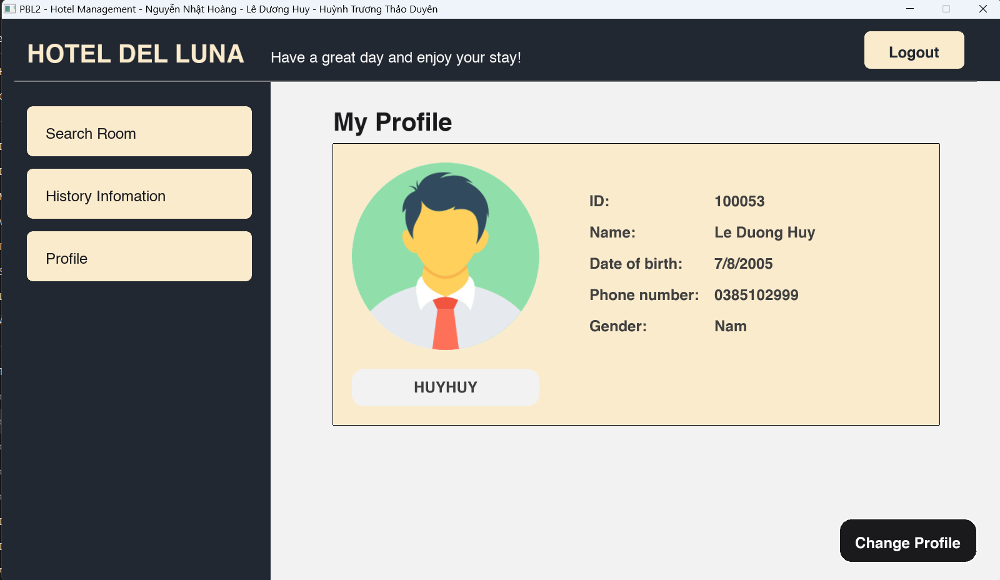 PBL2 - Hotel Management - Nguyễn Nhật Hoàng - Lê Dương Huy - Huỳnh Trương Thảo Duyên
HOTEL DEL LUNA
Have a great day and enjoy your stay!
Logout
Search Room
History Infomation
Profile
My Profile
ID: 100053
Name: Le Duong Huy
Date of birth: 7/8/2005
Phone number: 0385102999
Gender: Nam
HUYHUY
Change Profile